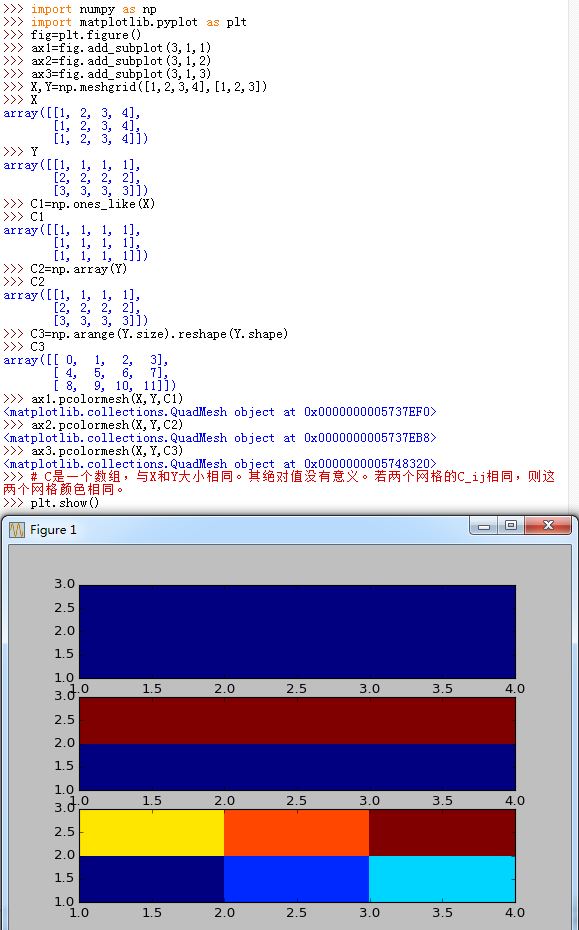 >>> import numpy as np
>>> import matplotlib.pyplot as plt
>>> fig=plt.figure()
>>> ax1=fig.add_subplot(3,1,1)
>>> ax2=fig.add_subplot(3,1,2)
>>> ax3=fig.add_subplot(3,1,3)
>>> X,Y=np.meshgrid([1,2,3,4],[1,2,3])
>>> X
array([[1, 2, 3, 4],
       [1, 2, 3, 4],
       [1, 2, 3, 4]])
>>> Y
array([[1, 1, 1, 1],
       [2, 2, 2, 2],
       [3, 3, 3, 3]])
>>> C1=np.ones_like(X)
>>> C1
array([[1, 1, 1, 1],
       [1, 1, 1, 1],
       [1, 1, 1, 1]])
>>> C2=np.array(Y)
>>> C2
array([[1, 1, 1, 1],
       [2, 2, 2, 2],
       [3, 3, 3, 3]])
>>> C3=np.arange(Y.size).reshape(Y.shape)
>>> C3
array([[ 0,  1,  2,  3],
       [ 4,  5,  6,  7],
       [ 8,  9, 10, 11]])
>>> ax1.pcolormesh(X,Y,C1)
<matplotlib.collections.QuadMesh object at 0x0000000005737EF0>
>>> ax2.pcolormesh(X,Y,C2)
<matplotlib.collections.QuadMesh object at 0x0000000005737EB8>
>>> ax3.pcolormesh(X,Y,C3)
<matplotlib.collections.QuadMesh object at 0x0000000005748320>
>>> # C是一个数组，与X和Y大小相同。其绝对值没有意义。若两个网格的C_ij相同，则这
两个网格颜色相同。
>>> plt.show()
Figure 1
3.0
2.5
2.0
1.5
1.0
1.0 1.5 2.0 2.5 3.0 3.5 4.0
3.0
2.5
2.0
1.5
1.0
1.0 1.5 2.0 2.5 3.0 3.5 4.0
3.0
2.5
2.0
1.5
1.0
1.0 1.5 2.0 2.5 3.0 3.5 4.0